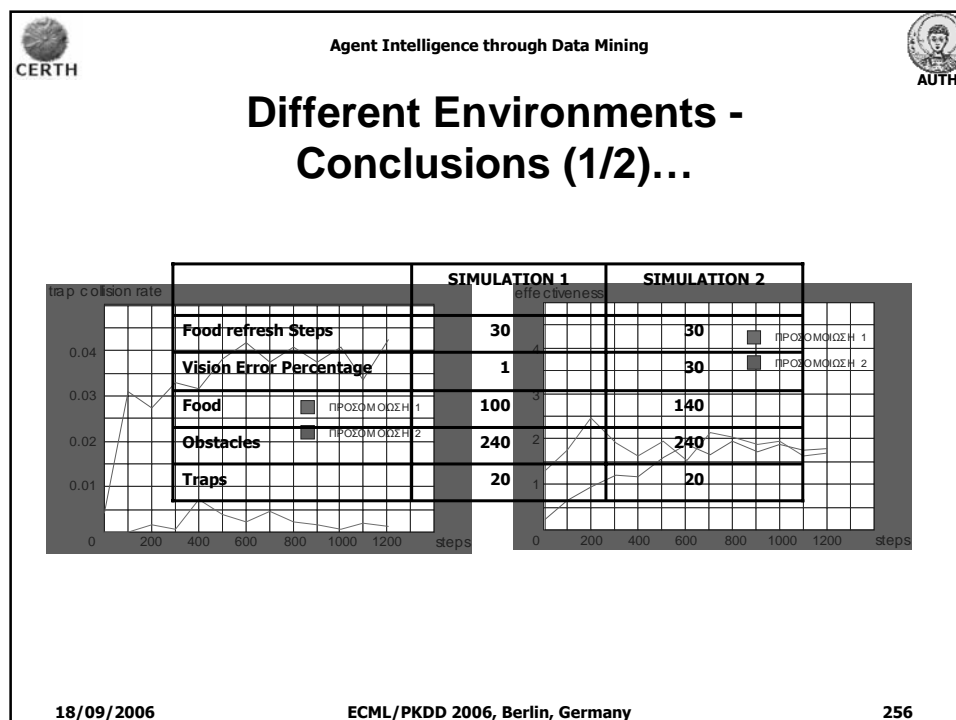 CERTH
Agent Intelligence through Data Mining
AUTH
Different Environments -
Conclusions (1/2)…
SIMULATION 1 SIMULATION 2
Food refresh Steps 30 30
Vision Error Percentage 1 30
Food 100 140
Obstacles 240 240
Traps 20 20
trap colision rate
0.04
0.03
0.02
0.01
0 200 400 600 800 1000 1200 steps
ΠΡΟΣΟΜΟΙΩΣΗ 1
ΠΡΟΣΟΜΟΙΩΣΗ 2
effectiveness
4
3
2
1
0 200 400 600 800 1000 1200 steps
ΠΡΟΣΟΜΟΙΩΣΗ 1
ΠΡΟΣΟΜΟΙΩΣΗ 2
18/09/2006 ECML/PKDD 2006, Berlin, Germany 256